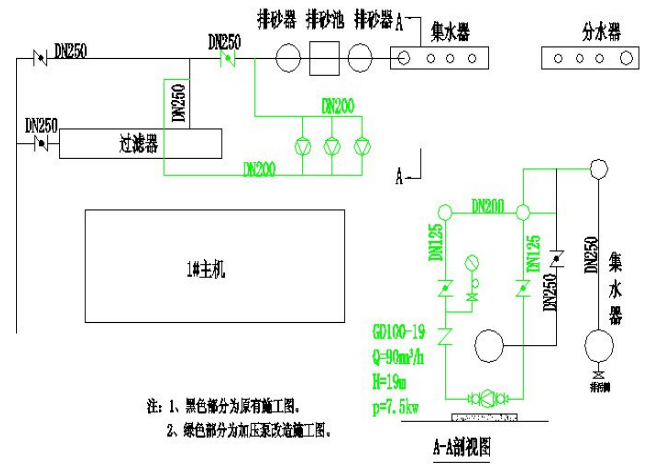 排砂器 排砂池 排砂器 A
集水器
分水器
DN250
DN250
DN250
DN250
过滤器
DN200
DN200
A
1#主机
DN200
DN125
DN125
DN250
DN250
集水器
GD100-19
Q=90mm³/h
H=19m
p=7.5kw
注：1、黑色部分为原有施工图。
2、绿色部分为加压泵改造施工图。
A-A剖视图